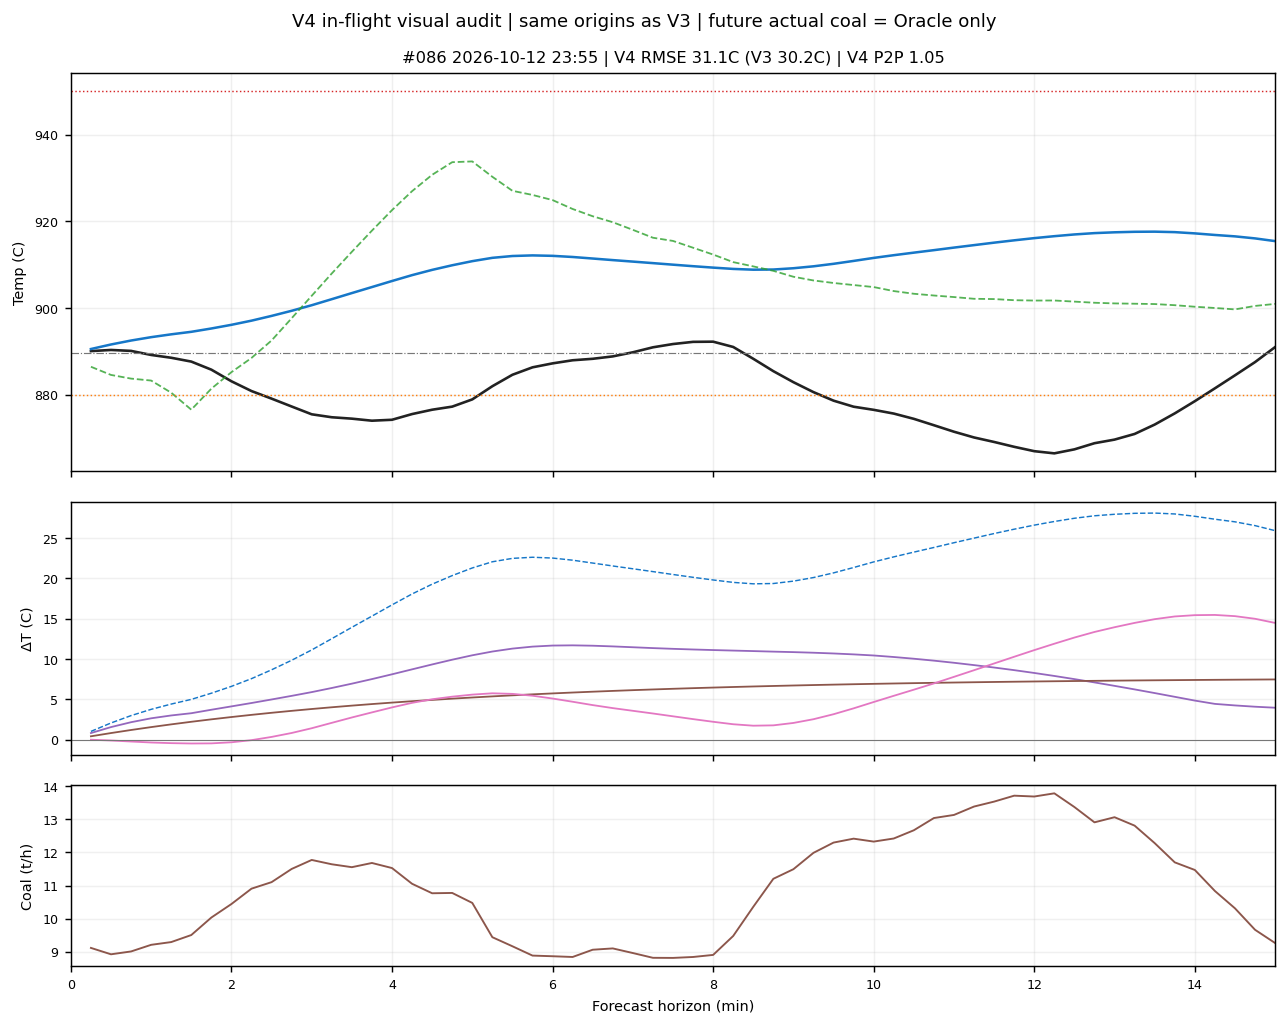 V4 in-flight visual audit | same origins as V3 | future actual coal = Oracle only
#086 2026-10-12 23:55 | V4 RMSE 31.1C (V3 30.2C) | V4 P2P 1.05
Temp (C)
940
920
900
880
ΔT (C)
25
20
15
10
5
0
Coal (t/h)
14
13
12
11
10
9
0 2 4 6 8 10 12 14
Forecast horizon (min)